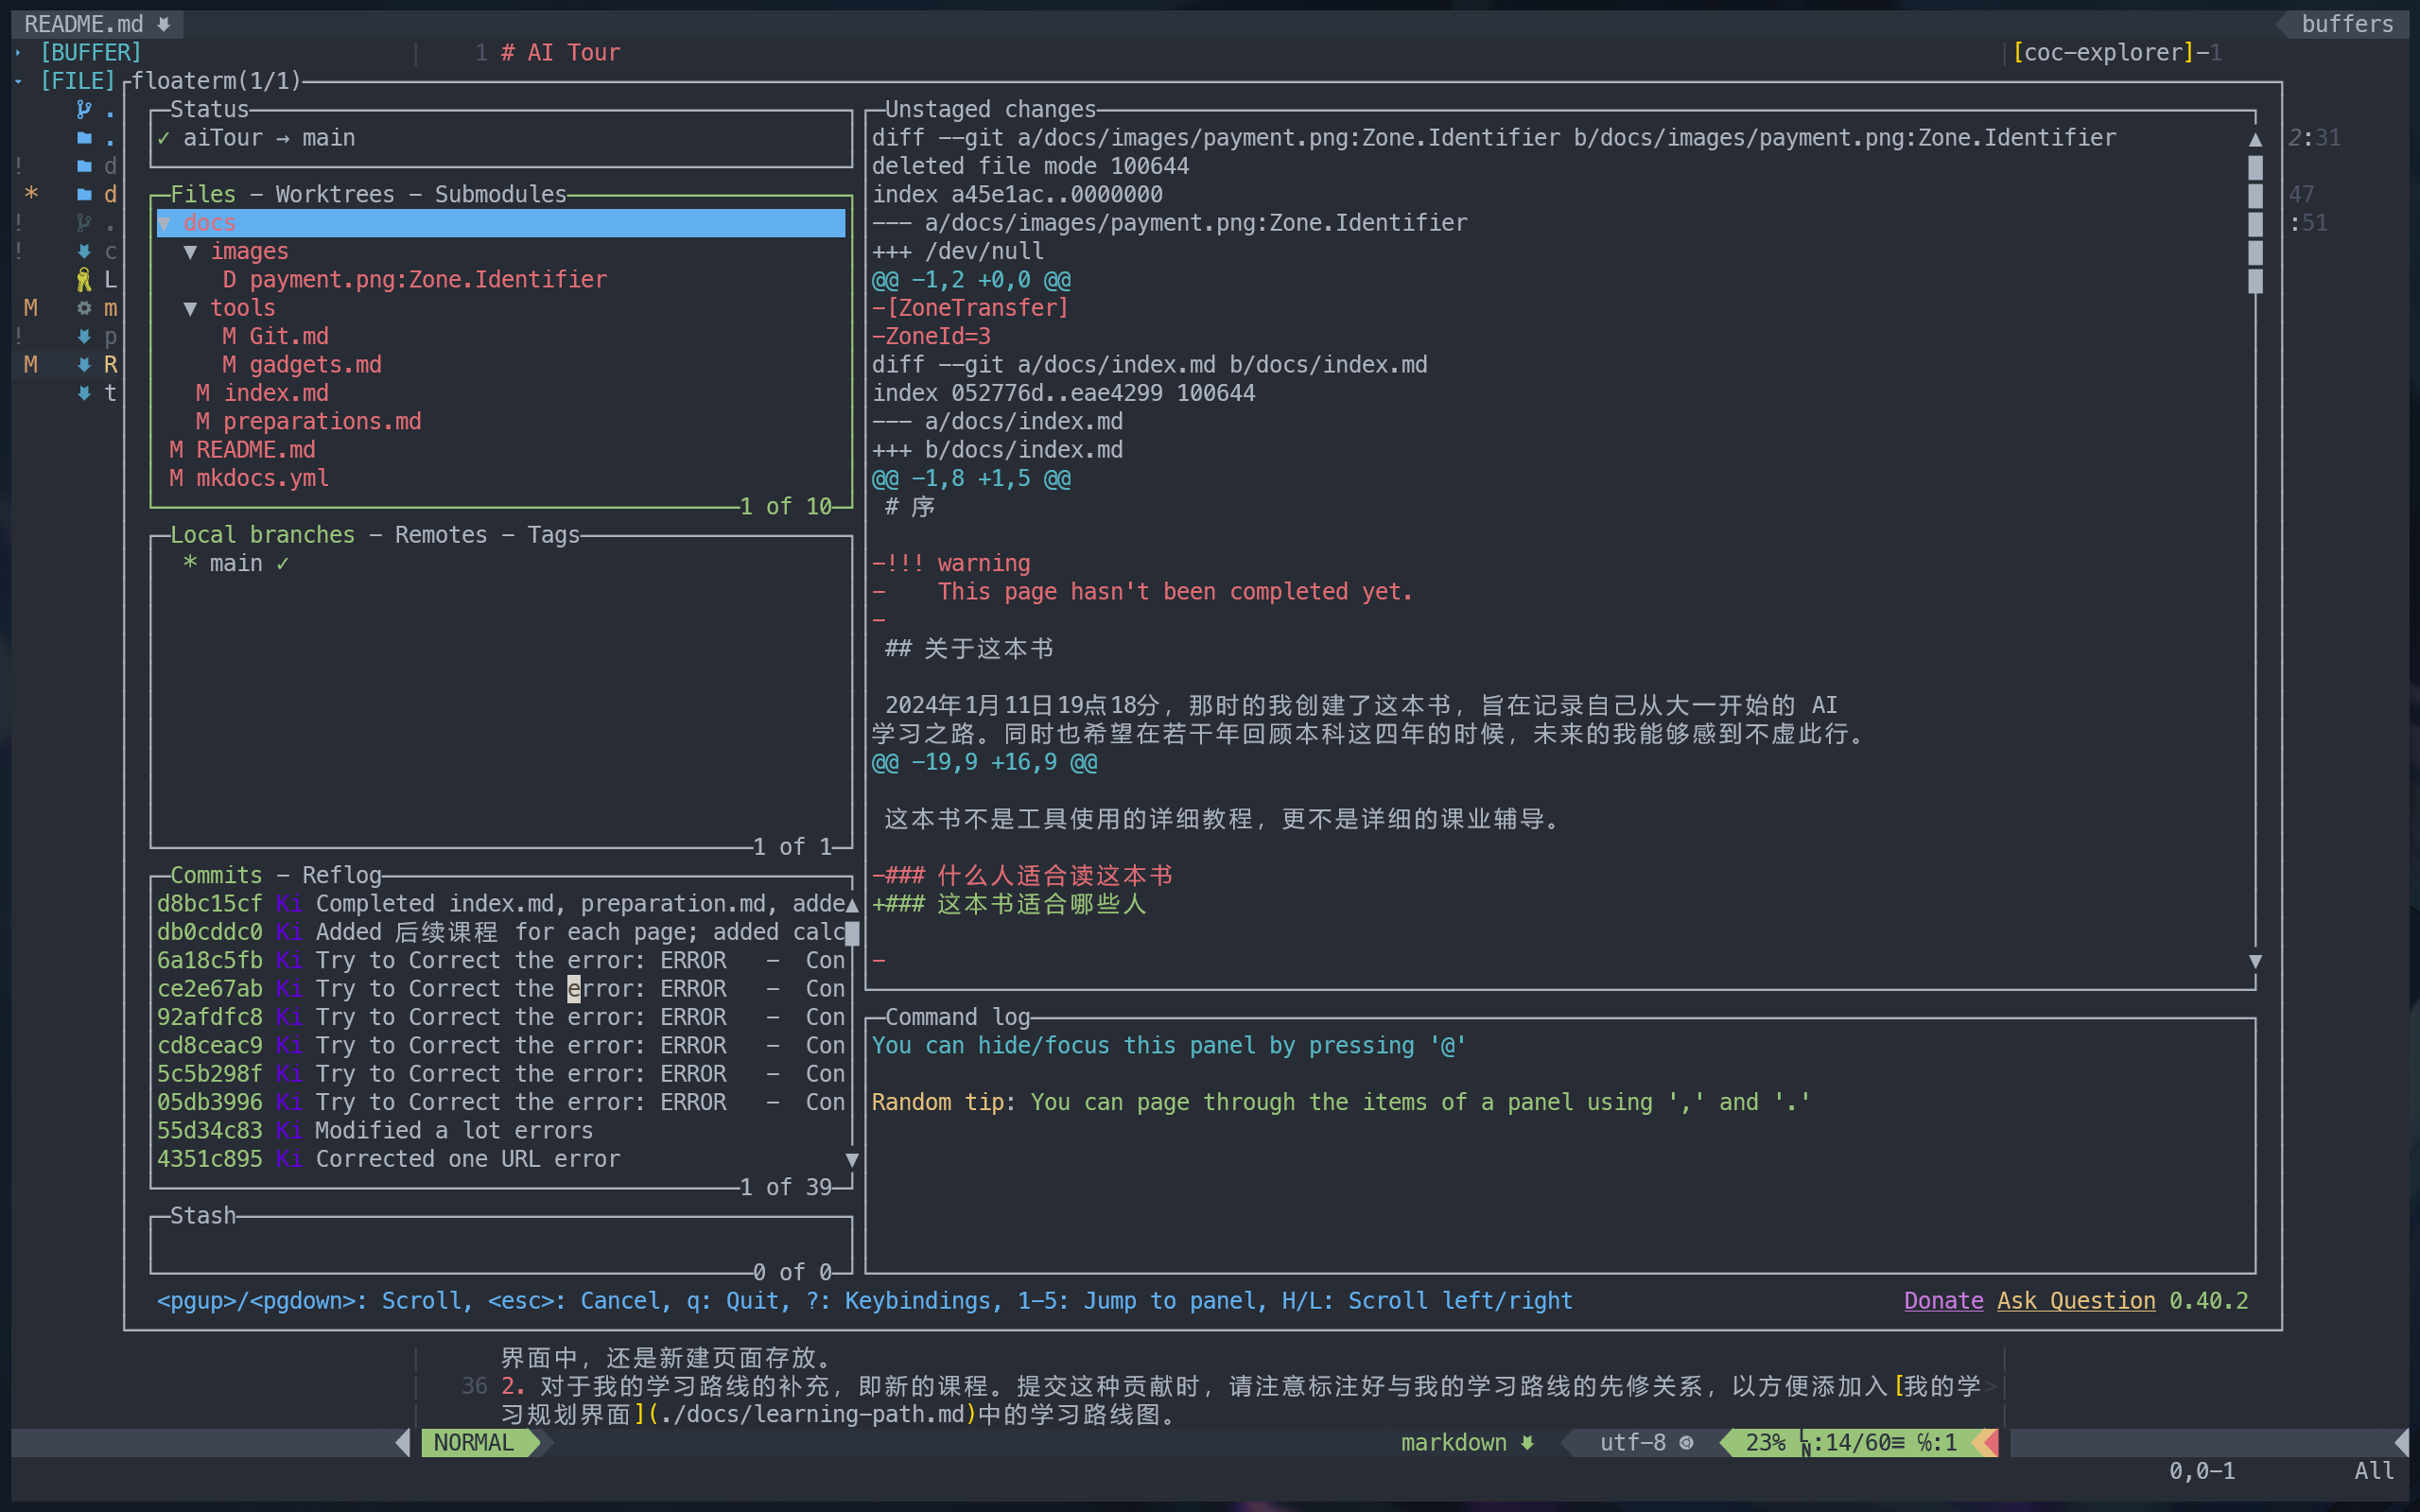 README.md
buffers
[BUFFER]
1 # AI Tour
[coc-explorer]-1
[FILE]
floaterm(1/1)
.
.
! d
* d
! .
! c
L
M m
! p
M R
t
Status
✓ aiTour → main
Files - Worktrees - Submodules
▼ docs
▼ images
D payment.png:Zone.Identifier
▼ tools
M Git.md
M gadgets.md
M index.md
M preparations.md
M README.md
M mkdocs.yml
1 of 10
Local branches - Remotes - Tags
* main ✓
1 of 1
Commits - Reflog
d8bc15cf Ki Completed index.md, preparation.md, adde
db0cddc0 Ki Added 后续课程 for each page; added calc
6a18c5fb Ki Try to Correct the error: ERROR   -  Con
ce2e67ab Ki Try to Correct the error: ERROR   -  Con
92afdfc8 Ki Try to Correct the error: ERROR   -  Con
cd8ceac9 Ki Try to Correct the error: ERROR   -  Con
5c5b298f Ki Try to Correct the error: ERROR   -  Con
05db3996 Ki Try to Correct the error: ERROR   -  Con
55d34c83 Ki Modified a lot errors
4351c895 Ki Corrected one URL error
1 of 39
Stash
0 of 0
Unstaged changes
diff --git a/docs/images/payment.png:Zone.Identifier b/docs/images/payment.png:Zone.Identifier
deleted file mode 100644
index a45e1ac..0000000
--- a/docs/images/payment.png:Zone.Identifier
+++ /dev/null
@@ -1,2 +0,0 @@
-[ZoneTransfer]
-ZoneId=3
diff --git a/docs/index.md b/docs/index.md
index 052776d..eae4299 100644
--- a/docs/index.md
+++ b/docs/index.md
@@ -1,8 +1,5 @@
# 序
-!!! warning
-    This page hasn't been completed yet.
-
## 关于这本书
2024年1月11日19点18分，那时的我创建了这本书，旨在记录自己从大一开始的 AI
学习之路。同时也希望在若干年回顾本科这四年的时候，未来的我能够感到不虚此行。
@@ -19,9 +16,9 @@
这本书不是工具使用的详细教程，更不是详细的课业辅导。
-### 什么人适合读这本书
+### 这本书适合哪些人
-
2:31
47
:51
Command log
You can hide/focus this panel by pressing '@'
Random tip: You can page through the items of a panel using ',' and '.'
<pgup>/<pgdown>: Scroll, <esc>: Cancel, q: Quit, ?: Keybindings, 1-5: Jump to panel, H/L: Scroll left/right
Donate Ask Question 0.40.2
界面中，还是新建页面存放。
36 2. 对于我的学习路线的补充，即新的课程。提交这种贡献时，请注意标注好与我的学习路线的先修关系，以方便添加入[我的学>
习规划界面](./docs/learning-path.md)中的学习路线图。
NORMAL
markdown
utf-8
23% LN:14/60≡ ℅:1
0,0-1
All